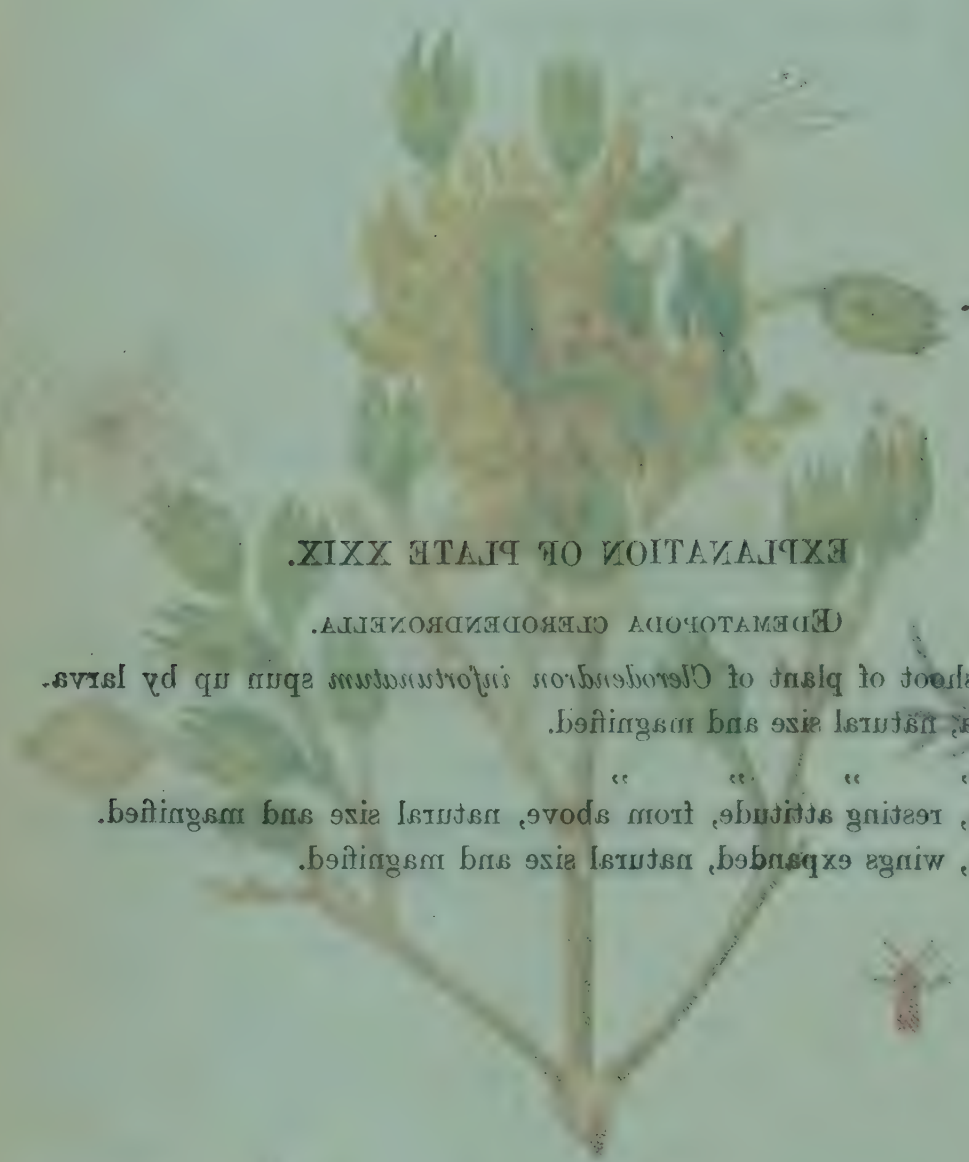 EXPLANATION OF PLATE XXIX.
ŒDEMATOPODA CLERODENDRONELLA.
hoot of plant of Clerodendron infortunatum spun up by larva.
a, natural size and magnified.
” ” ” ”
, resting attitude, from above, natural size and magnified.
, wings expanded, natural size and magnified.